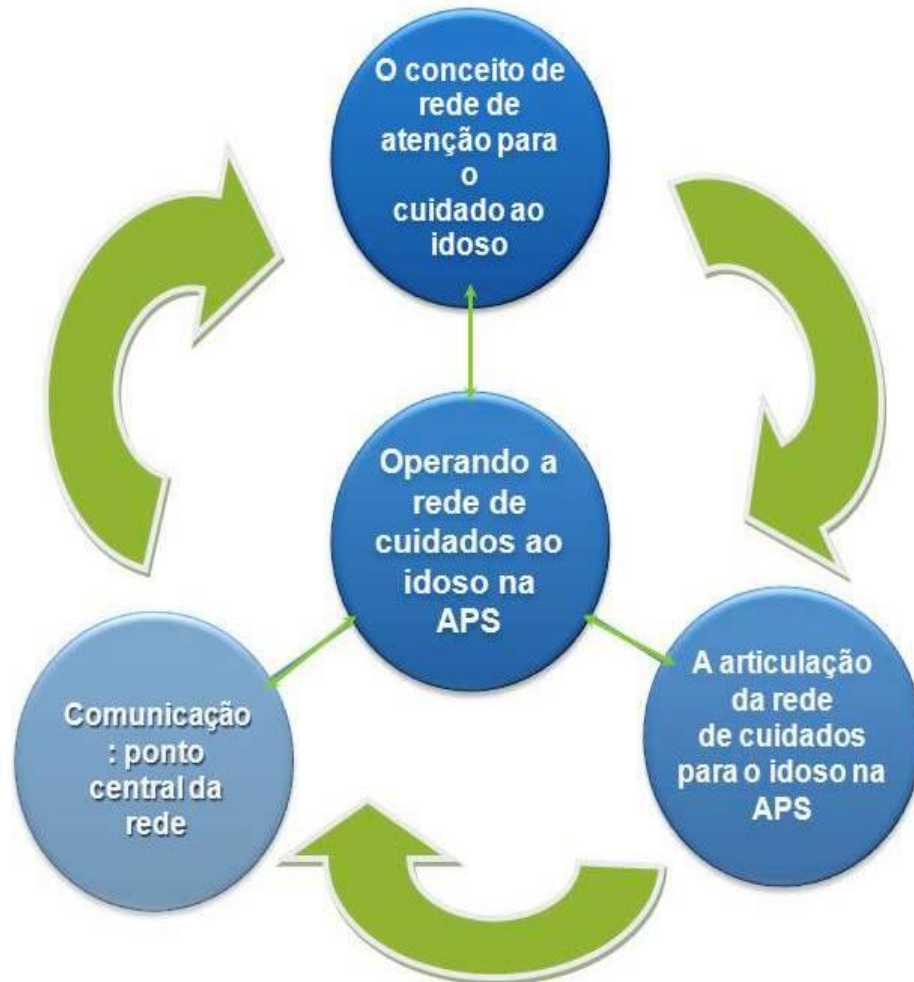 O conceito de
rede de
atenção para
o
cuidado ao
idoso
Operando a
rede de
cuidados ao
idoso na
APS
A articulação
da rede
de cuidados
para o idoso na
APS
Comunicação
: ponto
central da
rede